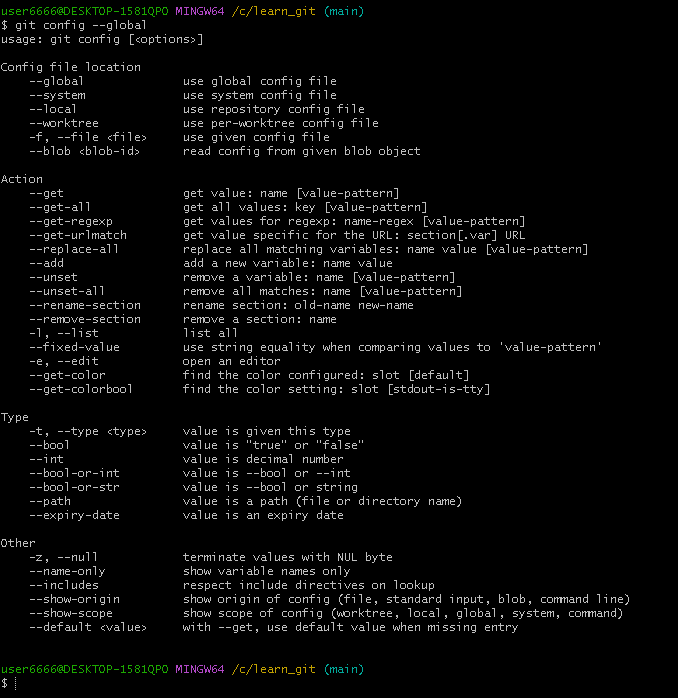 user6666@DESKTOP-1581QPO MINGW64 /c/learn_git (main)
$ git config --global
usage: git config [<options>]

Config file location
    --global              use global config file
    --system              use system config file
    --local               use repository config file
    --worktree            use per-worktree config file
    -f, --file <file>     use given config file
    --blob <blob-id>      read config from given blob object

Action
    --get                 get value: name [value-pattern]
    --get-all             get all values: key [value-pattern]
    --get-regexp          get values for regexp: name-regex [value-pattern]
    --get-urlmatch        get value specific for the URL: section[.var] URL
    --replace-all         replace all matching variables: name value [value-pattern]
    --add                 add a new variable: name value
    --unset               remove a variable: name [value-pattern]
    --unset-all           remove all matches: name [value-pattern]
    --rename-section      rename section: old-name new-name
    --remove-section      remove a section: name
    -l, --list            list all
    --fixed-value         use string equality when comparing values to 'value-pattern'
    -e, --edit            open an editor
    --get-color           find the color configured: slot [default]
    --get-colorbool       find the color setting: slot [stdout-is-tty]

Type
    -t, --type <type>     value is given this type
    --bool                value is "true" or "false"
    --int                 value is decimal number
    --bool-or-int         value is --bool or --int
    --bool-or-str         value is --bool or string
    --path                value is a path (file or directory name)
    --expiry-date         value is an expiry date

Other
    -z, --null            terminate values with NUL byte
    --name-only           show variable names only
    --includes            respect include directives on lookup
    --show-origin         show origin of config (file, standard input, blob, command line)
    --show-scope          show scope of config (worktree, local, global, system, command)
    --default <value>     with --get, use default value when missing entry

user6666@DESKTOP-1581QPO MINGW64 /c/learn_git (main)
$